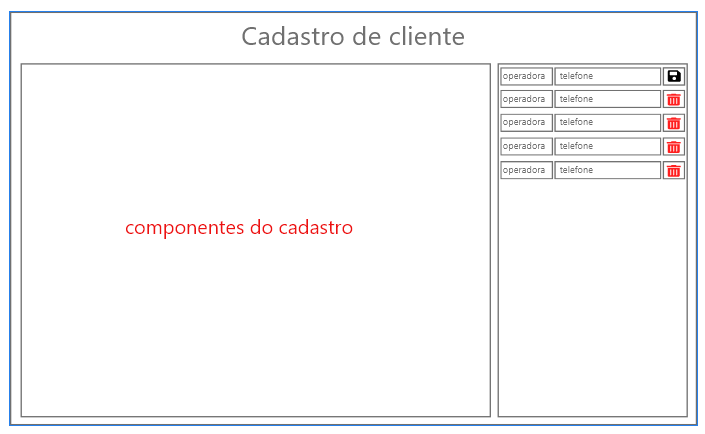 Cadastro de cliente
componentes do cadastro
operadora telefone
operadora telefone
operadora telefone
operadora telefone
operadora telefone